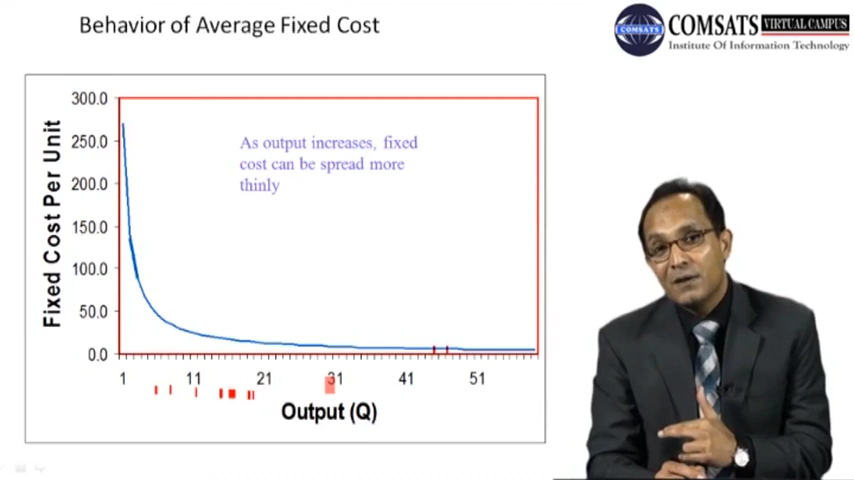 Behavior of Average Fixed Cost
COMSATS
COMSATS VIRTUAL CAMPUS
Institute Of Information Technology
300.0
250.0
200.0
150.0
100.0
50.0
0.0
Fixed Cost Per Unit
As output increases, fixed
cost can be spread more
thinly
1 11 21 31 41 51
Output (Q)